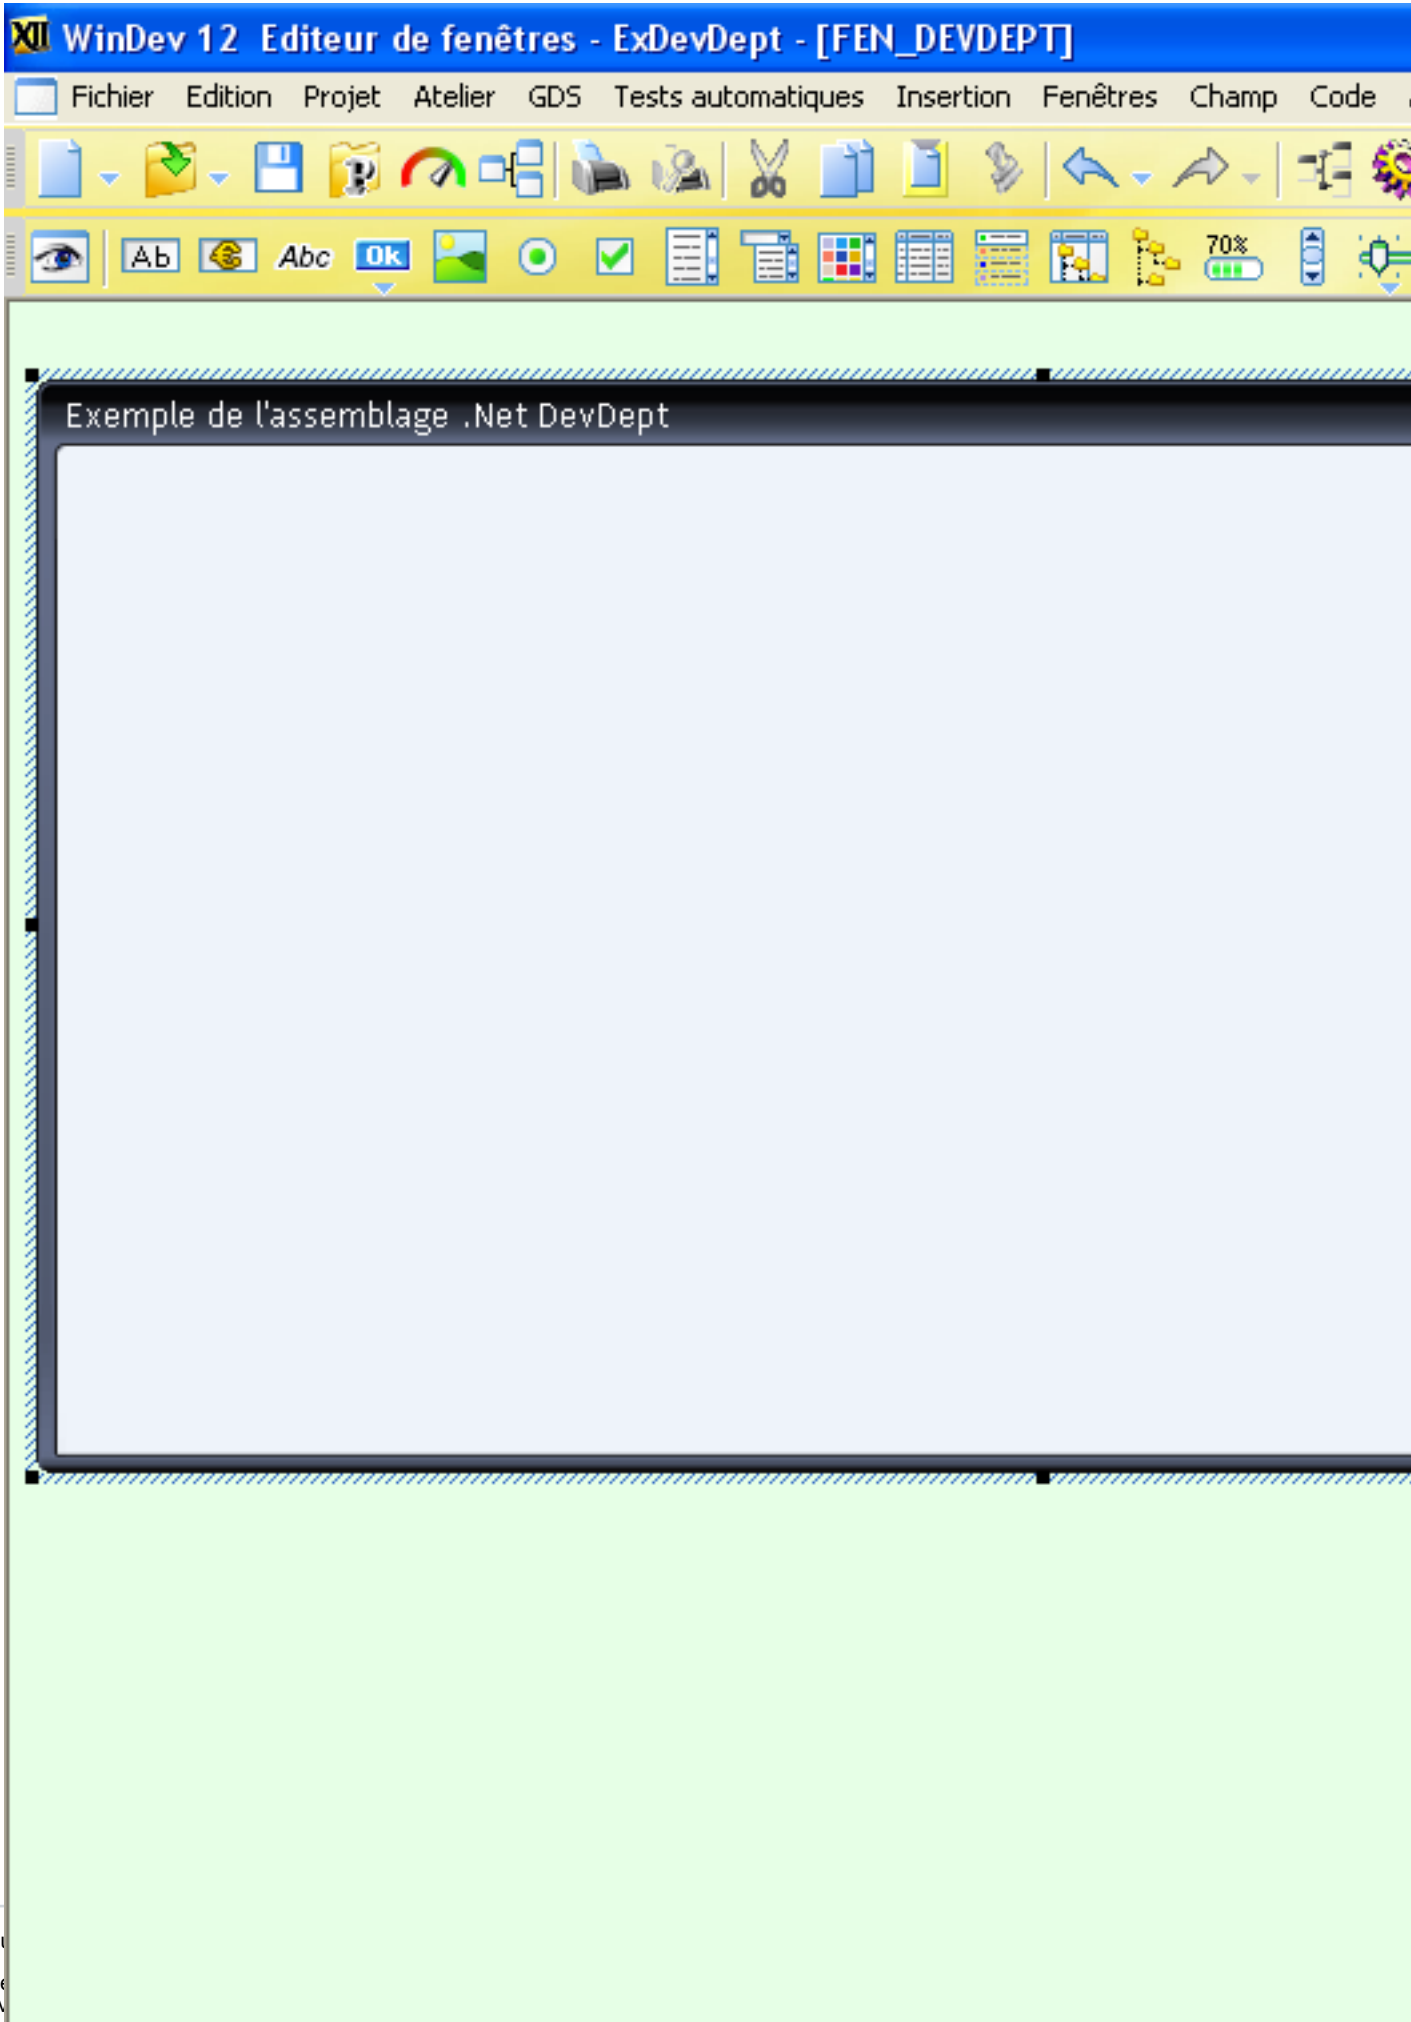 WinDev 12 Editeur de fenêtres - ExDevDept - [FEN_DEVDEPT]
Fichier Edition Projet Atelier GDS Tests automatiques Insertion Fenêtres Champ Code
Ab Abc Ok 70%
Exemple de l'assemblage .Net DevDept